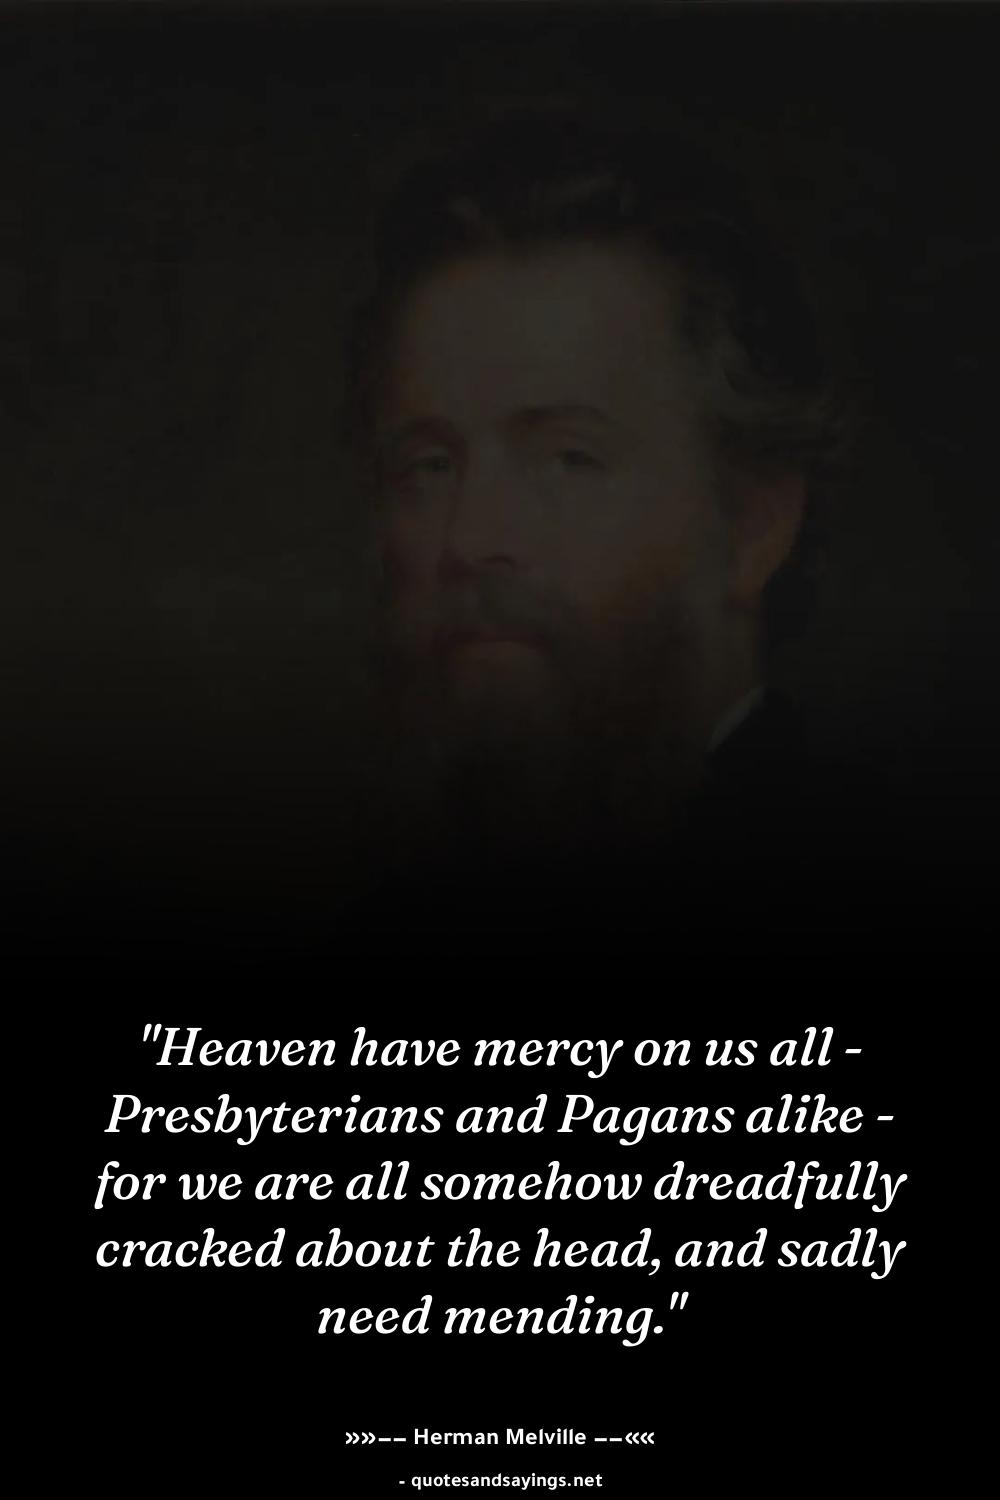 "Heaven have mercy on us all -
Presbyterians and Pagans alike -
for we are all somehow dreadfully
cracked about the head, and sadly
need mending."
»»−− Herman Melville −−««
- quotesandsayings.net